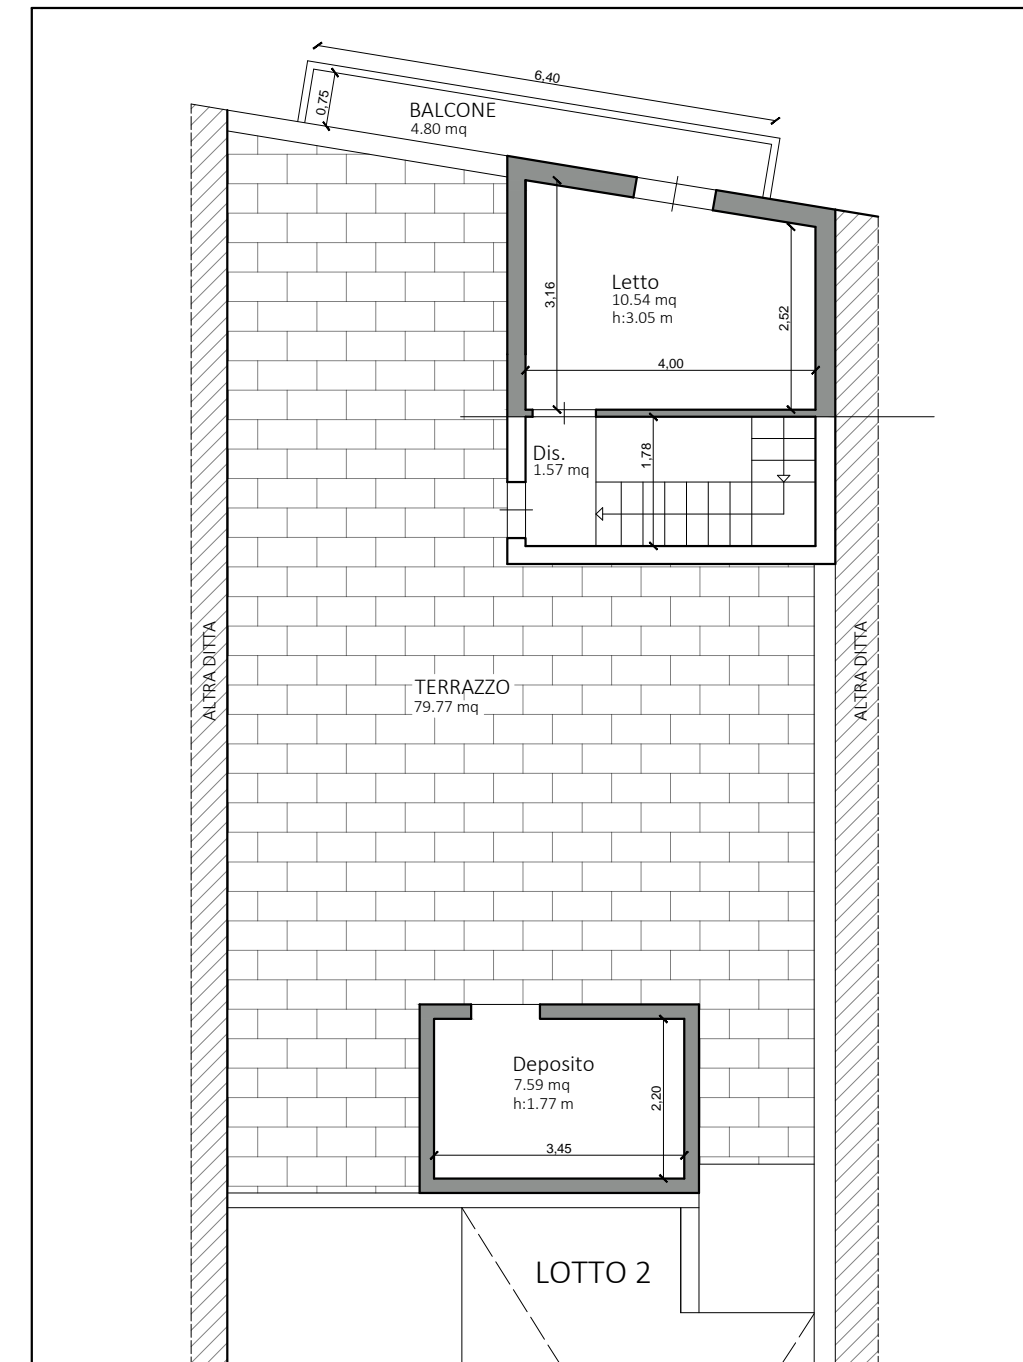 6,40
0,75
BALCONE
4.80 mq
Letto
10.54 mq
h:3.05 m
3,16
2,52
4,00
Dis.
1.57 mq
1,78
ALTRA DITTA
ALTRA DITTA
TERRAZZO
79.77 mq
Deposito
7.59 mq
h:1.77 m
2,20
3,45
LOTTO 2